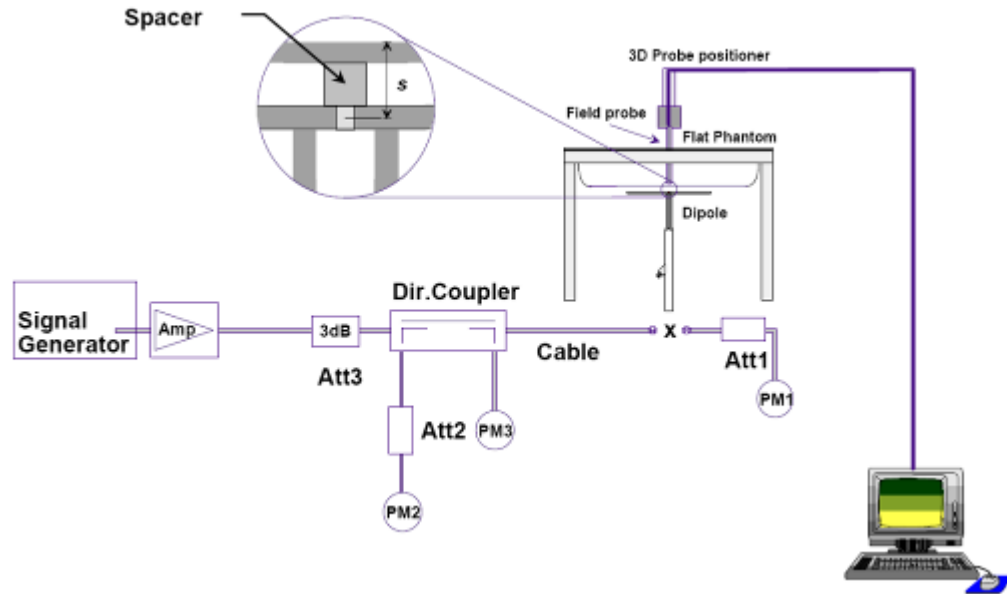 Spacer
s
3D Probe positioner
Field probe
Flat Phantom
Dipole
Dir.Coupler
Signal
Generator
Amp
3dB
Att3
Cable
x
Att1
PM1
Att2
PM3
PM2